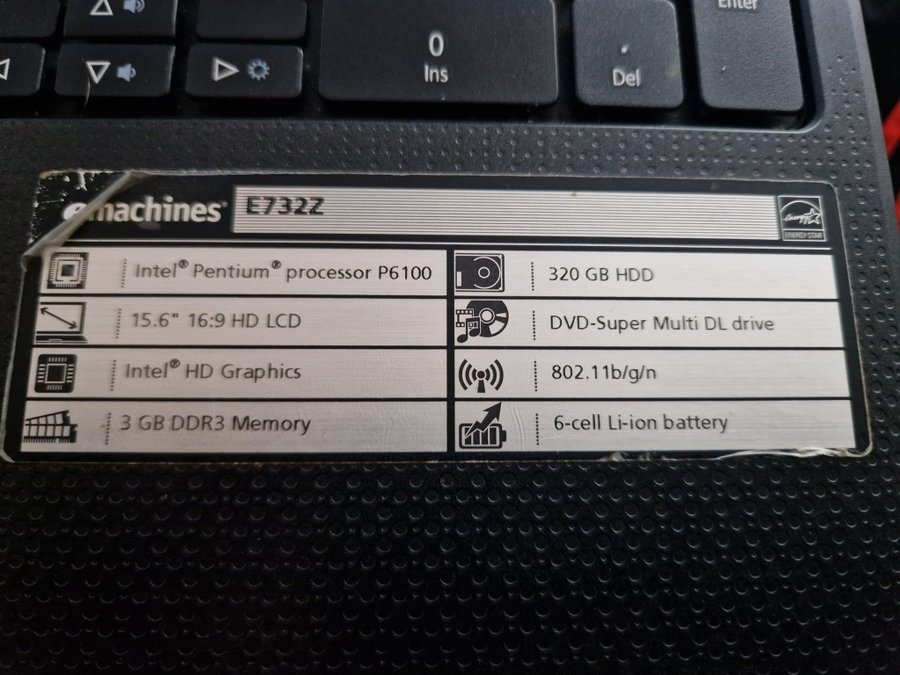 Enter
0
Ins
.
Del
emachines® E732Z
ENERGY STAR
Intel® Pentium® processor P6100
320 GB HDD
15.6" 16:9 HD LCD
DVD-Super Multi DL drive
Intel® HD Graphics
802.11b/g/n
3 GB DDR3 Memory
6-cell Li-ion battery